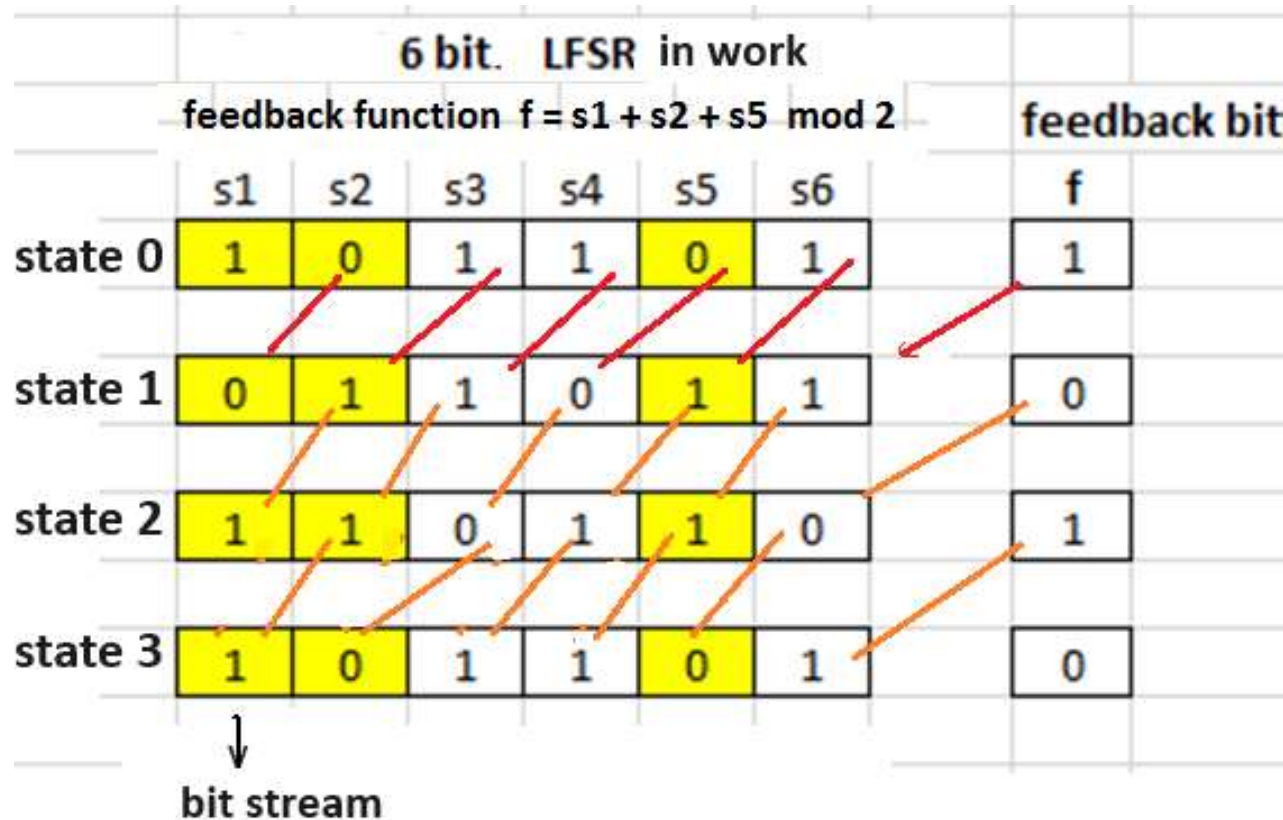 6 bit. LFSR in work
feedback function f = s1 + s2 + s5 mod 2 feedback bit
s1 s2 s3 s4 s5 s6 f
state 0 1 0 1 1 0 1 1
state 1 0 1 1 0 1 1 0
state 2 1 1 0 1 1 0 1
state 3 1 0 1 1 0 1 0
bit stream